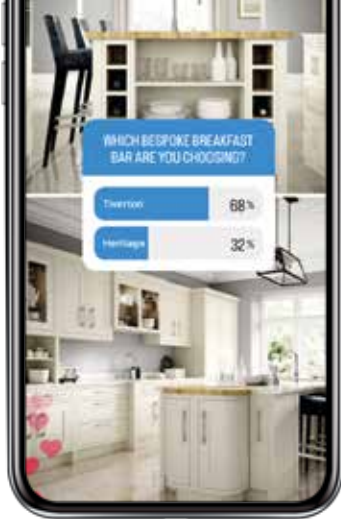 WHICH BESPOKE BREAKFAST
BAR ARE YOU CHOOSING?
Tiverton 68%
Heritage 32%